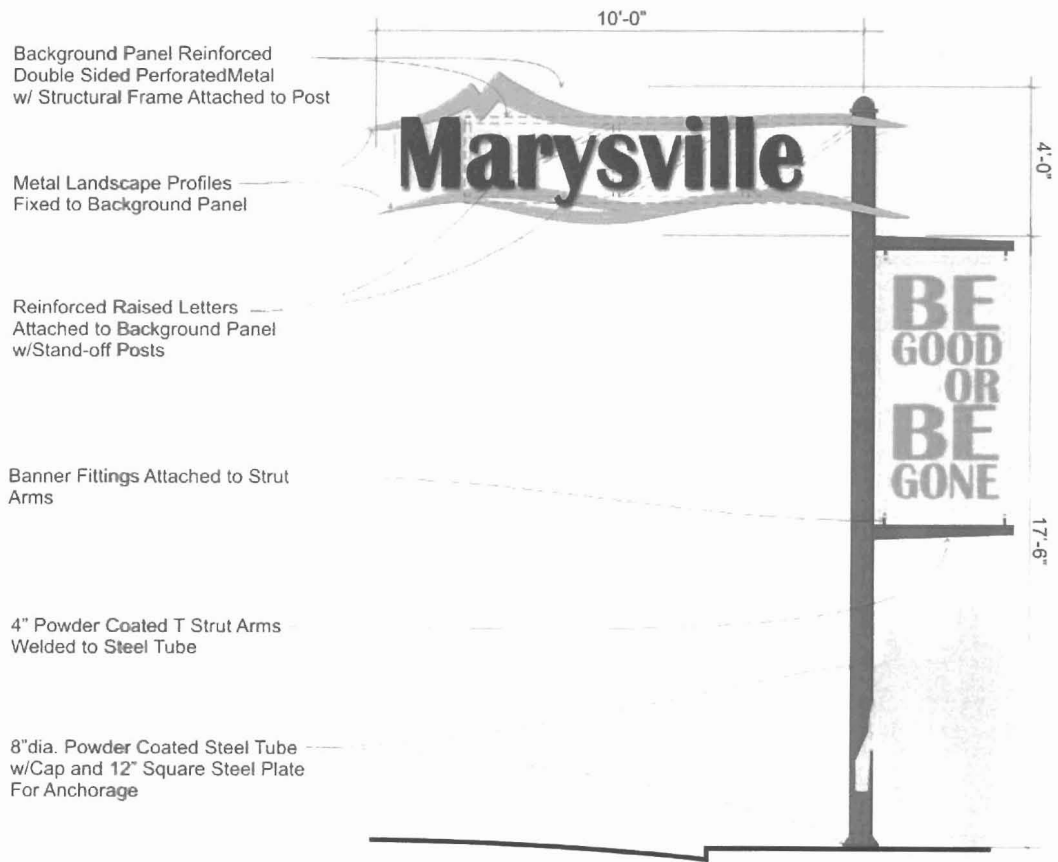 10'-0"
Background Panel Reinforced
Double Sided PerforatedMetal
w/ Structural Frame Attached to Post
Marysville
4'-0"
Metal Landscape Profiles
Fixed to Background Panel
Reinforced Raised Letters
Attached to Background Panel
w/Stand-off Posts
BE
GOOD
OR
BE
GONE
Banner Fittings Attached to Strut
Arms
17'-6"
4" Powder Coated T Strut Arms
Welded to Steel Tube
8"dia. Powder Coated Steel Tube
w/Cap and 12" Square Steel Plate
For Anchorage